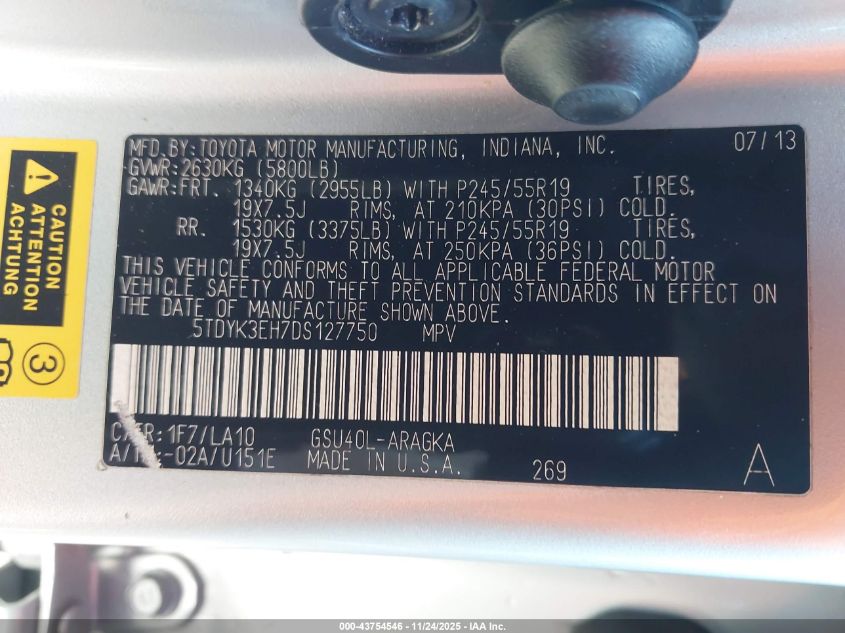 MFD.BY:TOYOTA MOTOR MANUFACTURING, INDIANA, INC. 07/13
GVWR:2630KG (5800LB)
GAWR:FRT. 1340KG (2955LB) WITH P245/55R19 TIRES,
19X7.5J RIMS, AT 210KPA (30PSI) COLD.
RR. 1530KG (3375LB) WITH P245/55R19 TIRES,
19X7.5J RIMS, AT 250KPA (36PSI) COLD.
THIS VEHICLE CONFORMS TO ALL APPLICABLE FEDERAL MOTOR
VEHICLE SAFETY AND THEFT PREVENTION STANDARDS IN EFFECT ON
THE DATE OF MANUFACTURE SHOWN ABOVE.
5TDYK3EH7DS127750 MPV
1F7/LA10 GSU40L-ARAGKA
-02A/U151E MADE IN U.S.A. 269 A
ATTENTION
ACHTUNG
3
000-43754546 - 11/24/2025 - IAA Inc.